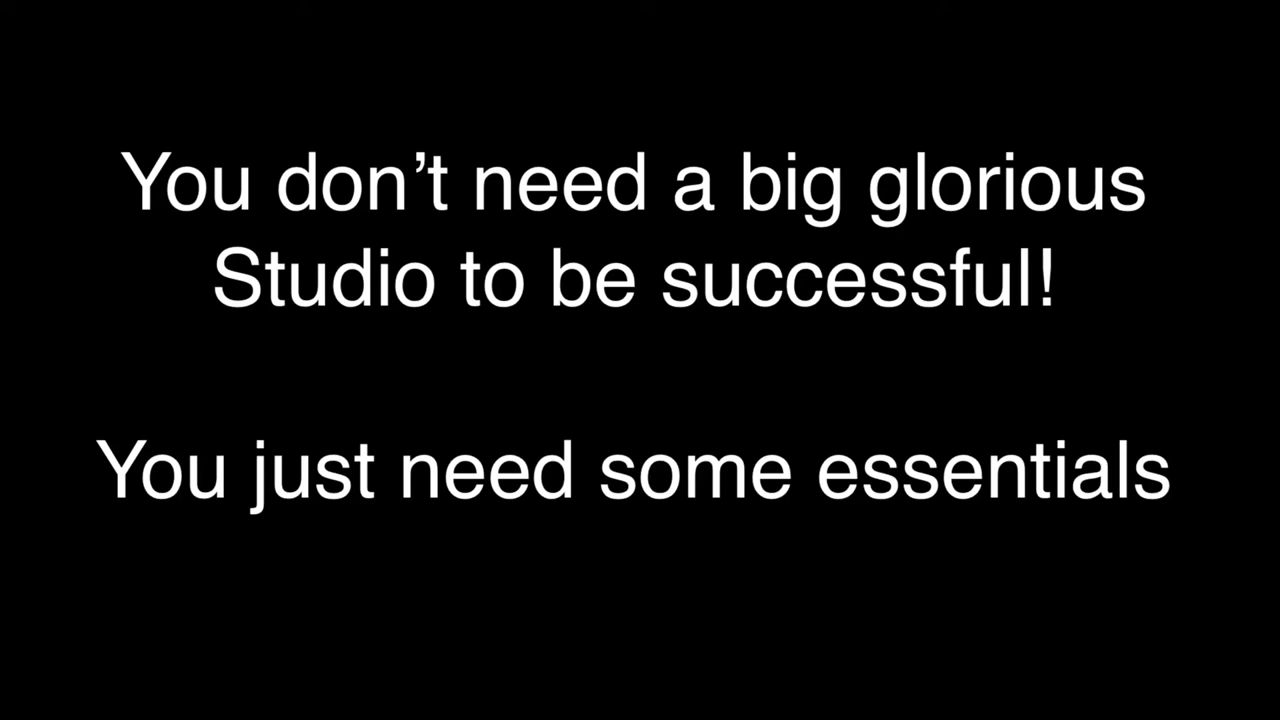 You don’t need a big glorious
Studio to be successful!
You just need some essentials